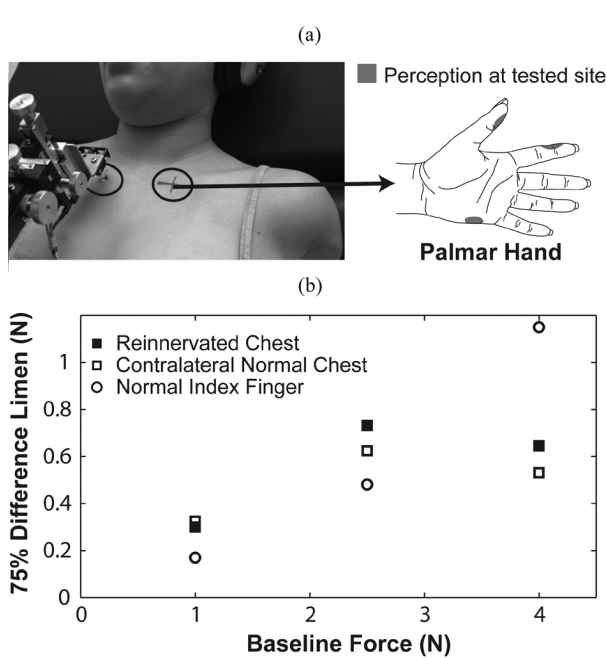 (a)
Perception at tested site
Palmar Hand
(b)
75% Difference Limen (N)
Reinnervated Chest
Contralateral Normal Chest
Normal Index Finger
1
0.8
0.6
0.4
0.2
0
0 1 2 3 4
Baseline Force (N)